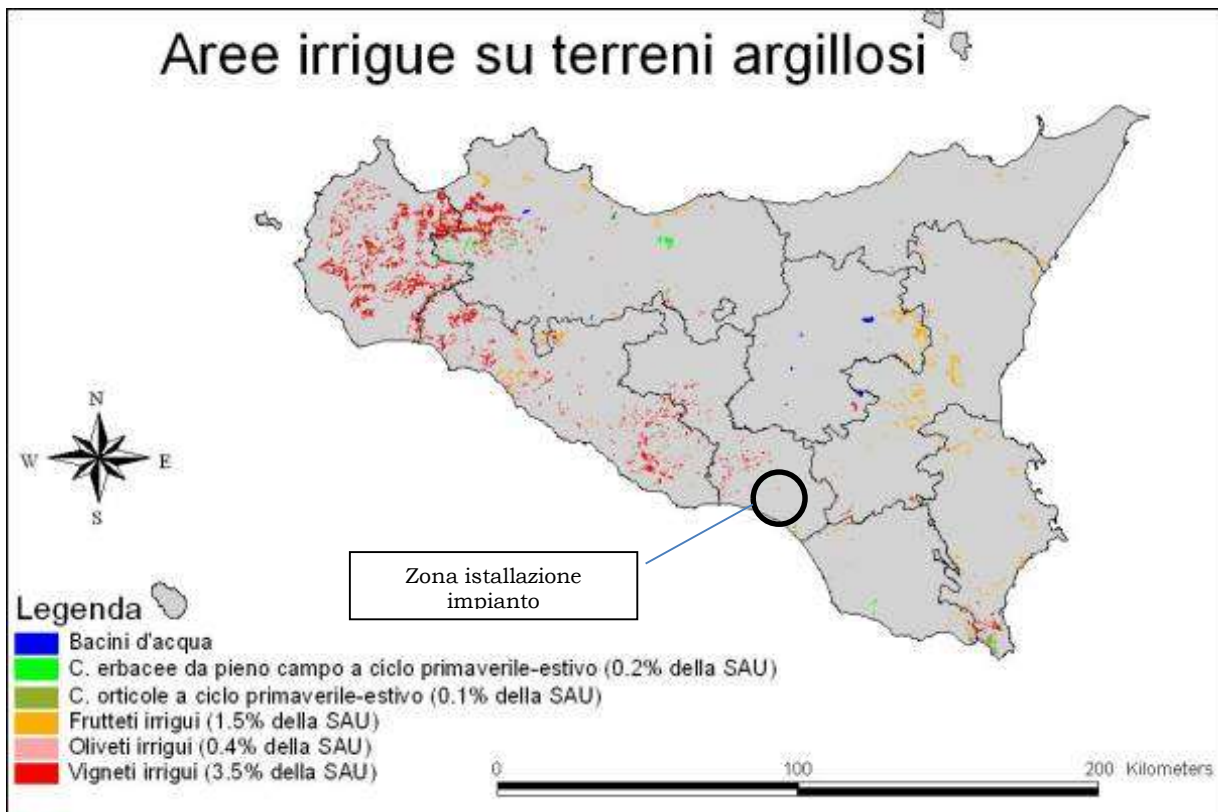 Aree irrigue su terreni argillosi
N
W E
S
Zona istallazione
impianto
Legenda
Bacini d'acqua
C. erbacee da pieno campo a ciclo primaverile-estivo (0.2% della SAU)
C. orticole a ciclo primaverile-estivo (0.1% della SAU)
Frutteti irrigui (1.5% della SAU)
Oliveti irrigui (0.4% della SAU)
Vigneti irrigui (3.5% della SAU)
0 100 200 Kilometers